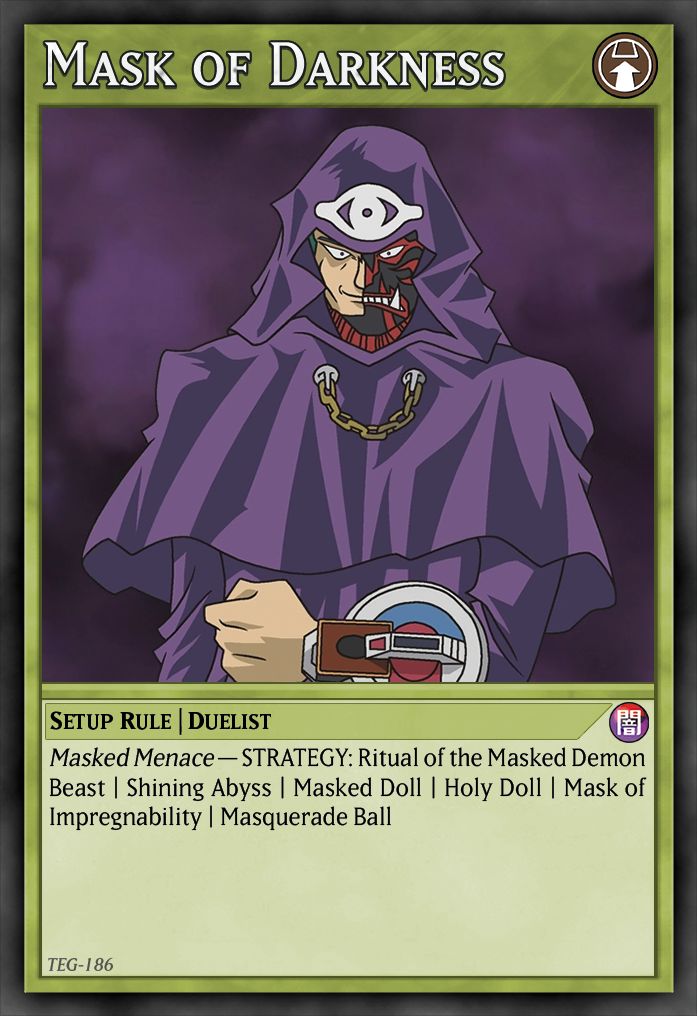 Mask of Darkness
Setup Rule | Duelist
闇
Masked Menace — STRATEGY: Ritual of the Masked Demon
Beast | Shining Abyss | Masked Doll | Holy Doll | Mask of
Impregnability | Masquerade Ball
TEG-186